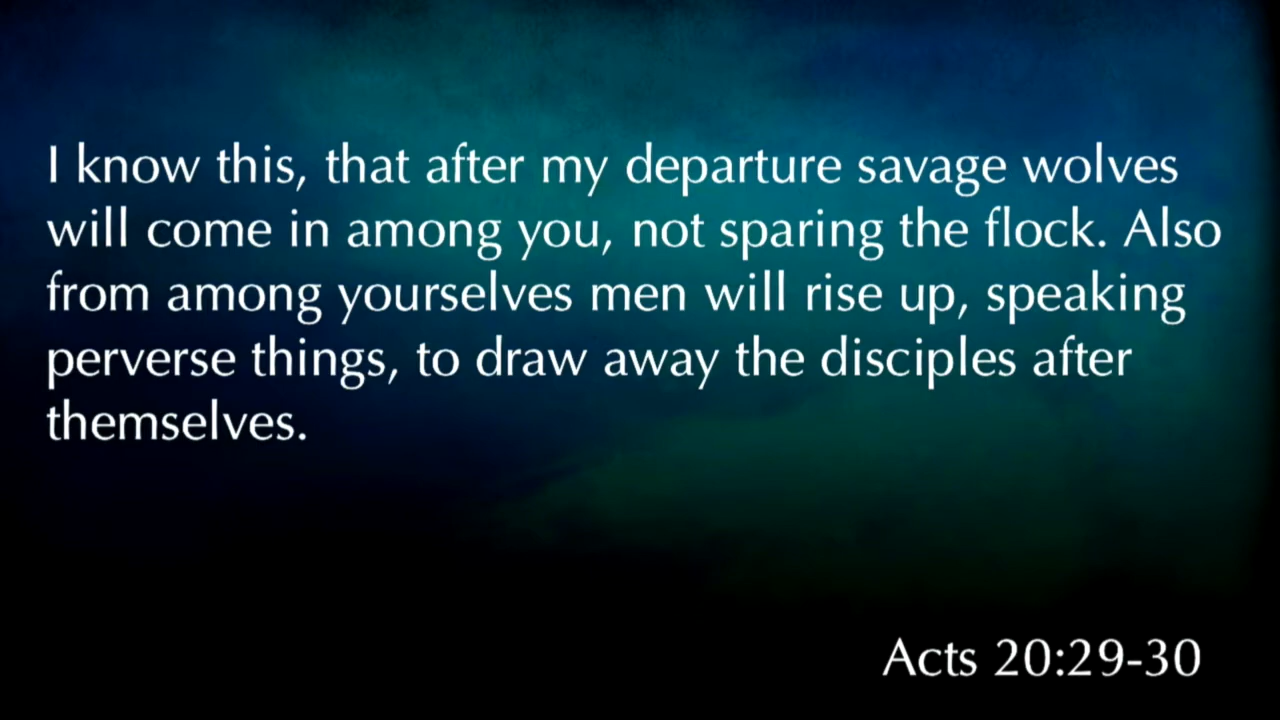 I know this, that after my departure savage wolves
will come in among you, not sparing the flock. Also
from among yourselves men will rise up, speaking
perverse things, to draw away the disciples after
themselves.
Acts 20:29-30